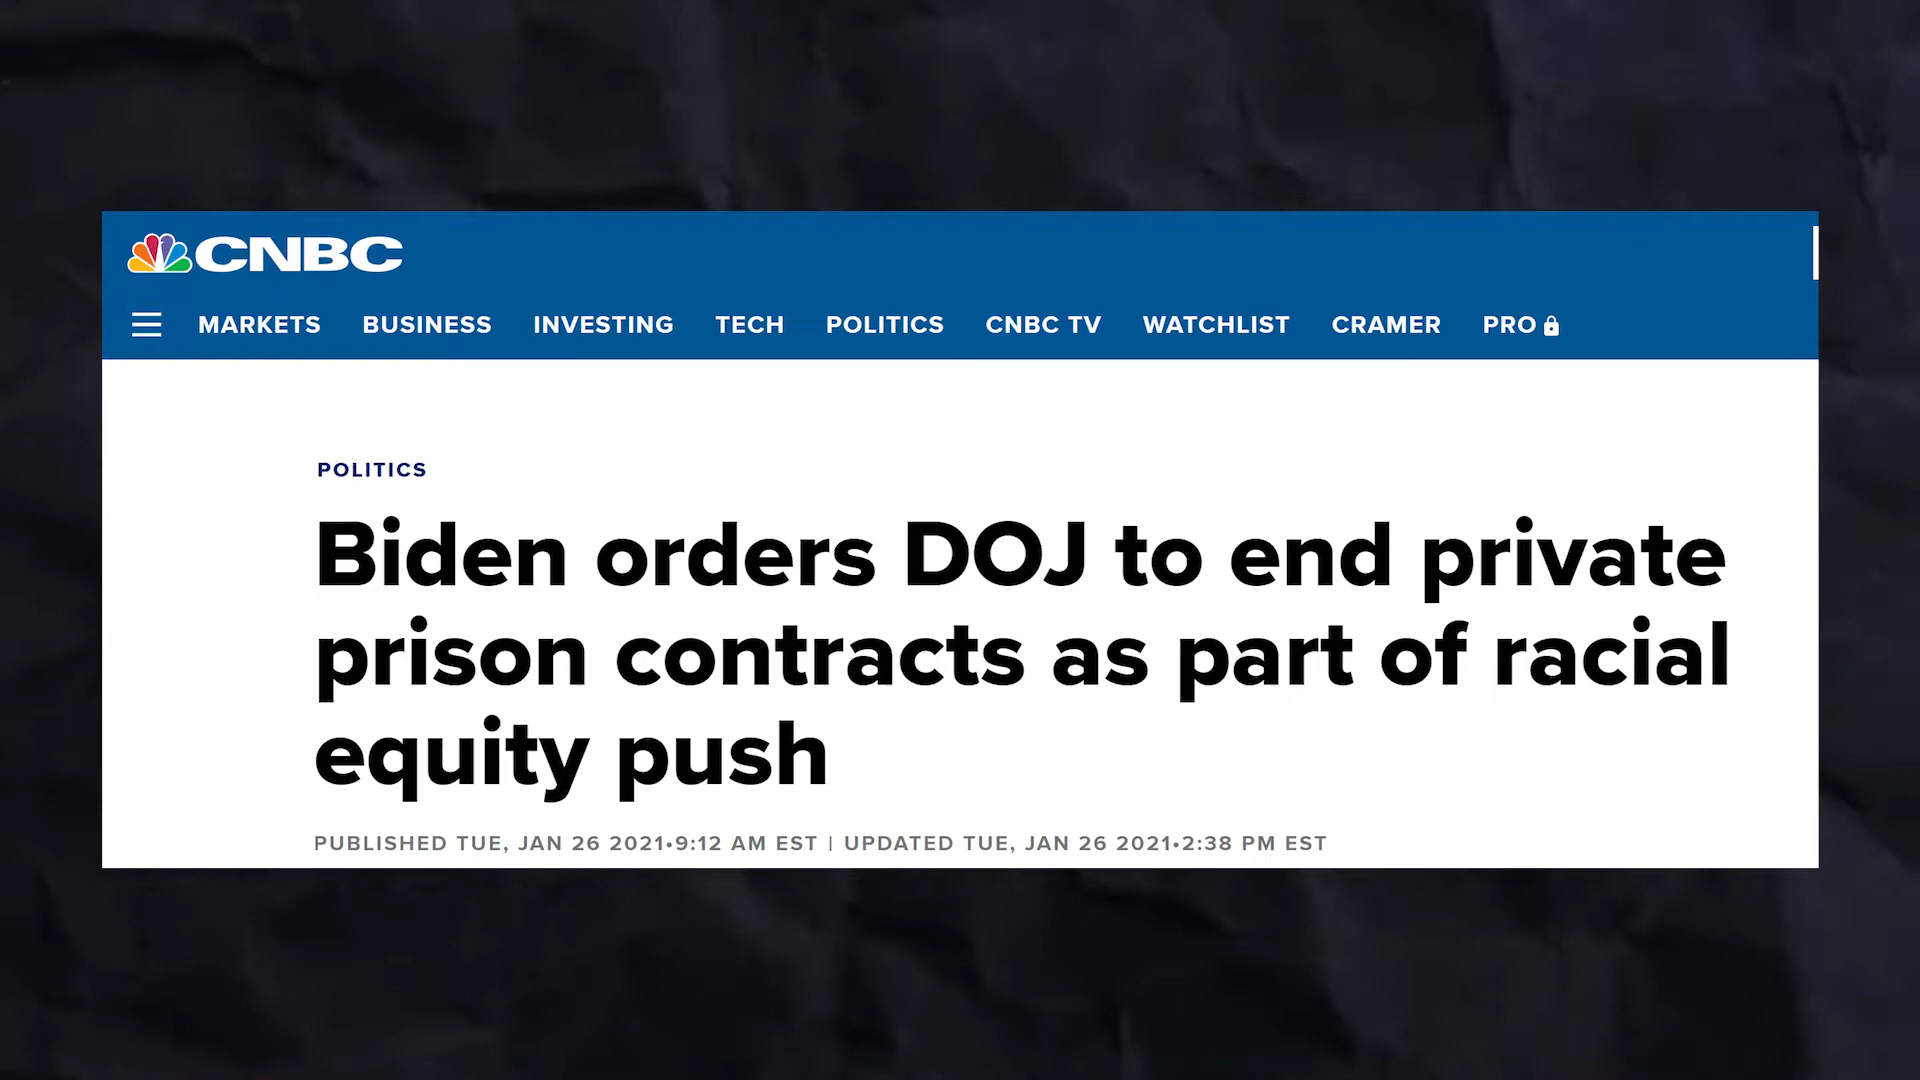 CNBC
MARKETS BUSINESS INVESTING TECH POLITICS CNBC TV WATCHLIST CRAMER PRO
POLITICS
Biden orders DOJ to end private
prison contracts as part of racial
equity push
PUBLISHED TUE, JAN 26 2021•9:12 AM EST | UPDATED TUE, JAN 26 2021•2:38 PM EST